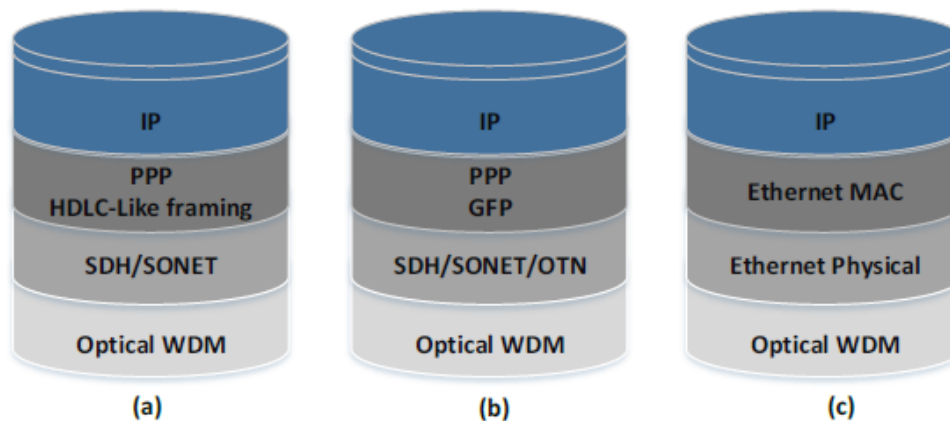 IP
PPP
HDLC-Like framing
SDH/SONET
Optical WDM
(a)
IP
PPP
GFP
SDH/SONET/OTN
Optical WDM
(b)
IP
Ethernet MAC
Ethernet Physical
Optical WDM
(c)